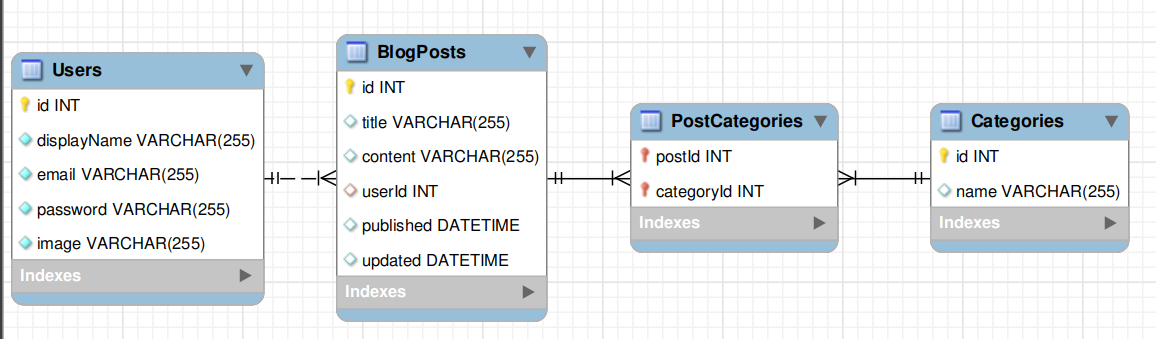 Users
id INT
displayName VARCHAR(255)
email VARCHAR(255)
password VARCHAR(255)
image VARCHAR(255)
Indexes
BlogPosts
id INT
title VARCHAR(255)
content VARCHAR(255)
userId INT
published DATETIME
updated DATETIME
Indexes
PostCategories
postId INT
categoryId INT
Indexes
Categories
id INT
name VARCHAR(255)
Indexes